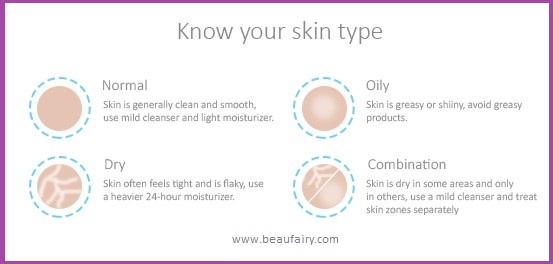 Know your skin type
Normal
Skin is generally clean and smooth,
use mild cleanser and light moisturizer.
Oily
Skin is greasy or shiiny, avoid greasy
products.
Dry
Skin often feels tight and is flaky, use
a heavier 24-hour moisturizer.
Combination
Skin is dry in some areas and only
in others, use a mild cleanser and treat
skin zones separately
www.beaufairy.com